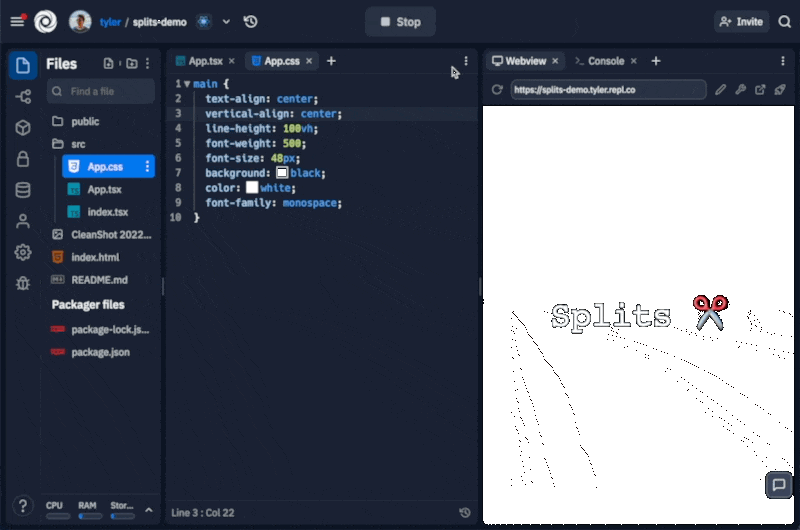 tylor / splits-demo
Stop
Invite
Files
Find a file
public
src
App.css
App.tsx
index.tsx
CleanShot 2022...
index.html
README.md
Packager files
package-lock.js...
package.json
?
CPU
RAM
Stor...
App.tsx
App.css
1 main {
2 text-align: center;
3 vertical-align: center;
4 line-height: 100vh;
5 font-weight: 500;
6 font-size: 48px;
7 background: black;
8 color: white;
9 font-family: monospace;
10 }
Line 3 : Col 22
Webview
Console
https://splits-demo.tyler.repl.co
Splits